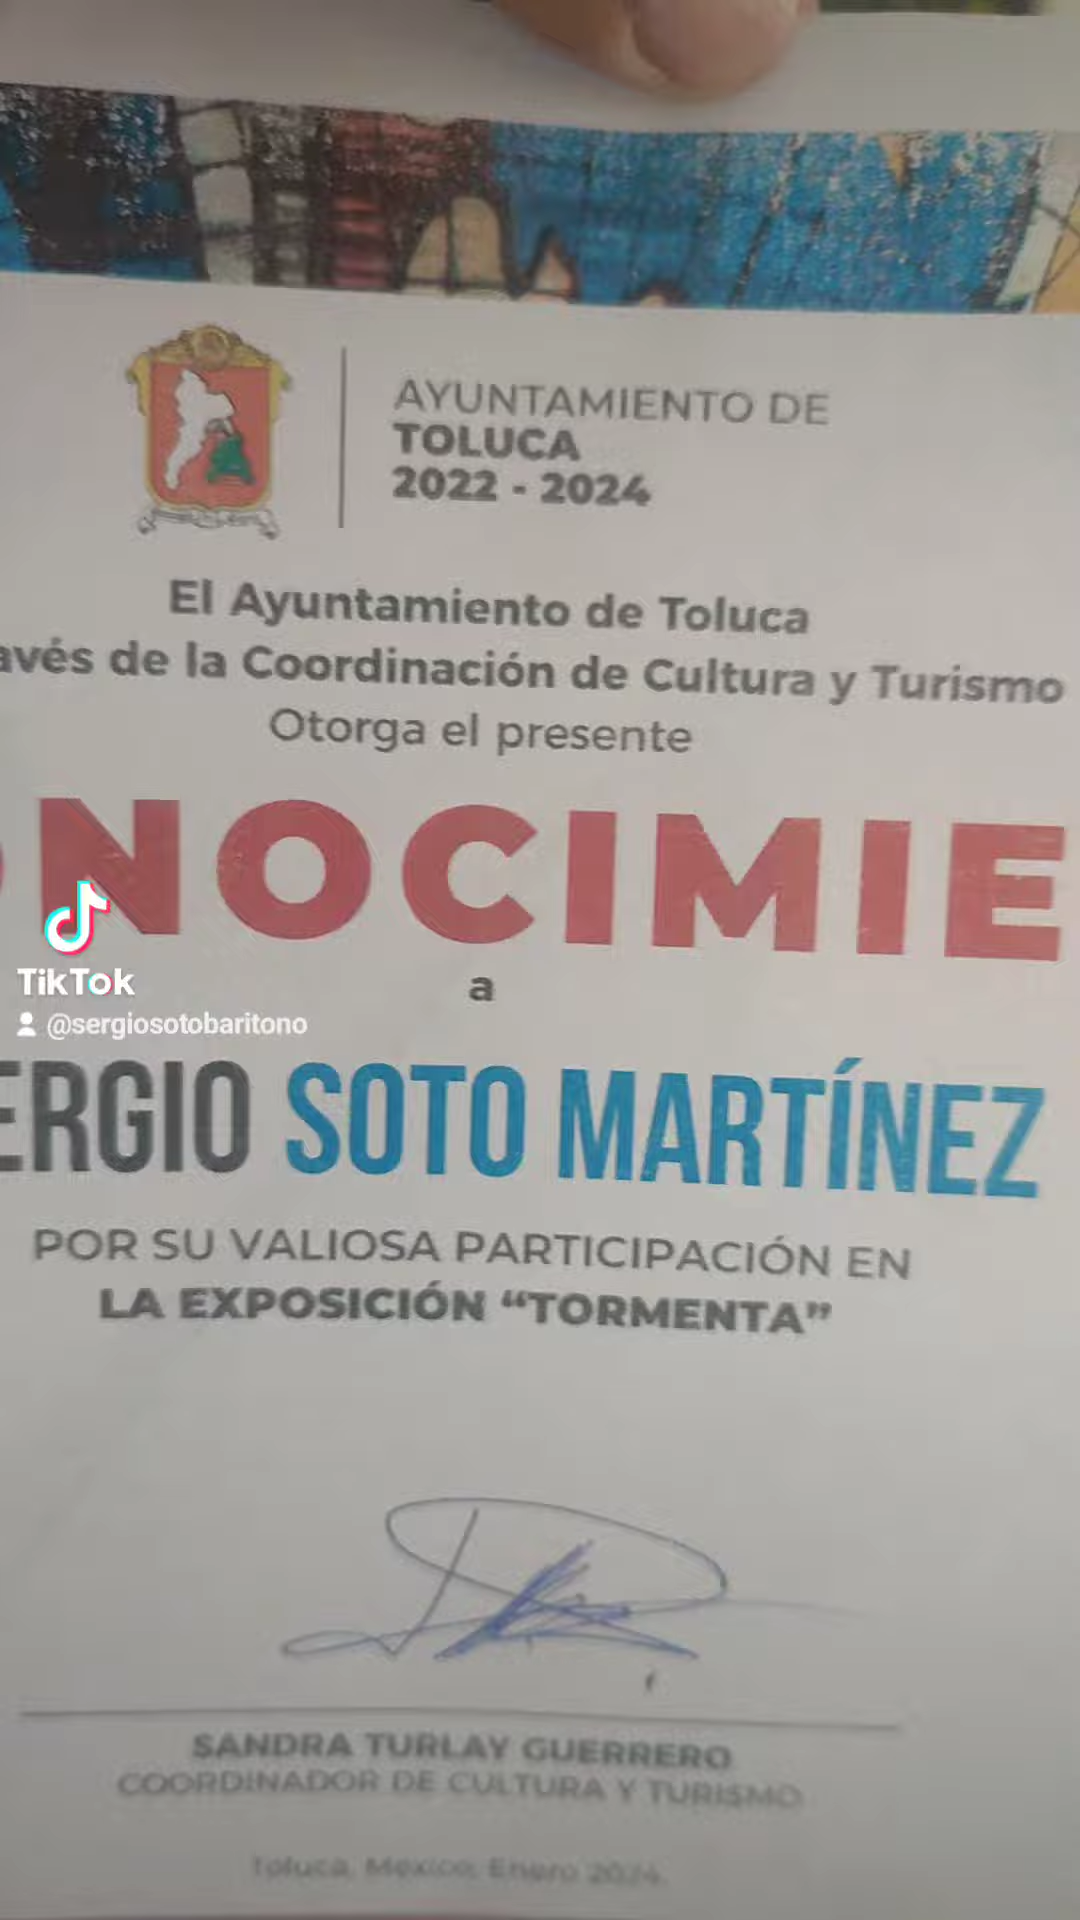 AYUNTAMIENTO DE
TOLUCA
2022 - 2024
El Ayuntamiento de Toluca
avés de la Coordinación de Cultura y Turismo
Otorga el presente
NOCIMIE
TikTok
a
@sergiosotobaritono
ERGIO SOTO MARTÍNEZ
POR SU VALIOSA PARTICIPACIÓN EN
LA EXPOSICIÓN “TORMENTA”
SANDRA TURLAY GUERRERO
COORDINADOR DE CULTURA Y TURISMO
Toluca, México, Enero 2024.